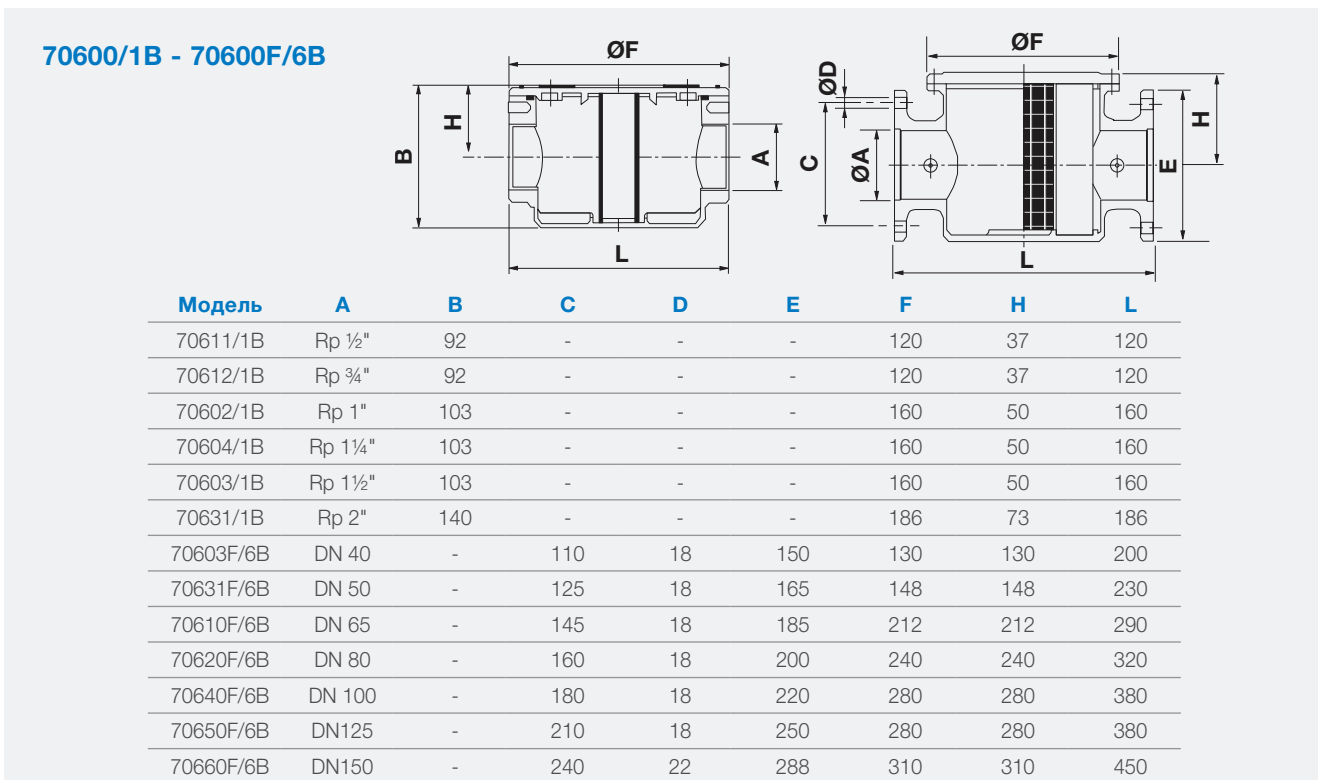 70600/1B - 70600F/6B
ØF
H
B
A
L
ØF
ØD
H
C
ØA
E
L
Модель A B C D E F H L
70611/1B Rp ½" 92 - - - 120 37 120
70612/1B Rp ¾" 92 - - - 120 37 120
70602/1B Rp 1" 103 - - - 160 50 160
70604/1B Rp 1¼" 103 - - - 160 50 160
70603/1B Rp 1½" 103 - - - 160 50 160
70631/1B Rp 2" 140 - - - 186 73 186
70603F/6B DN 40 - 110 18 150 130 130 200
70631F/6B DN 50 - 125 18 165 148 148 230
70610F/6B DN 65 - 145 18 185 212 212 290
70620F/6B DN 80 - 160 18 200 240 240 320
70640F/6B DN 100 - 180 18 220 280 280 380
70650F/6B DN125 - 210 18 250 280 280 380
70660F/6B DN150 - 240 22 288 310 310 450